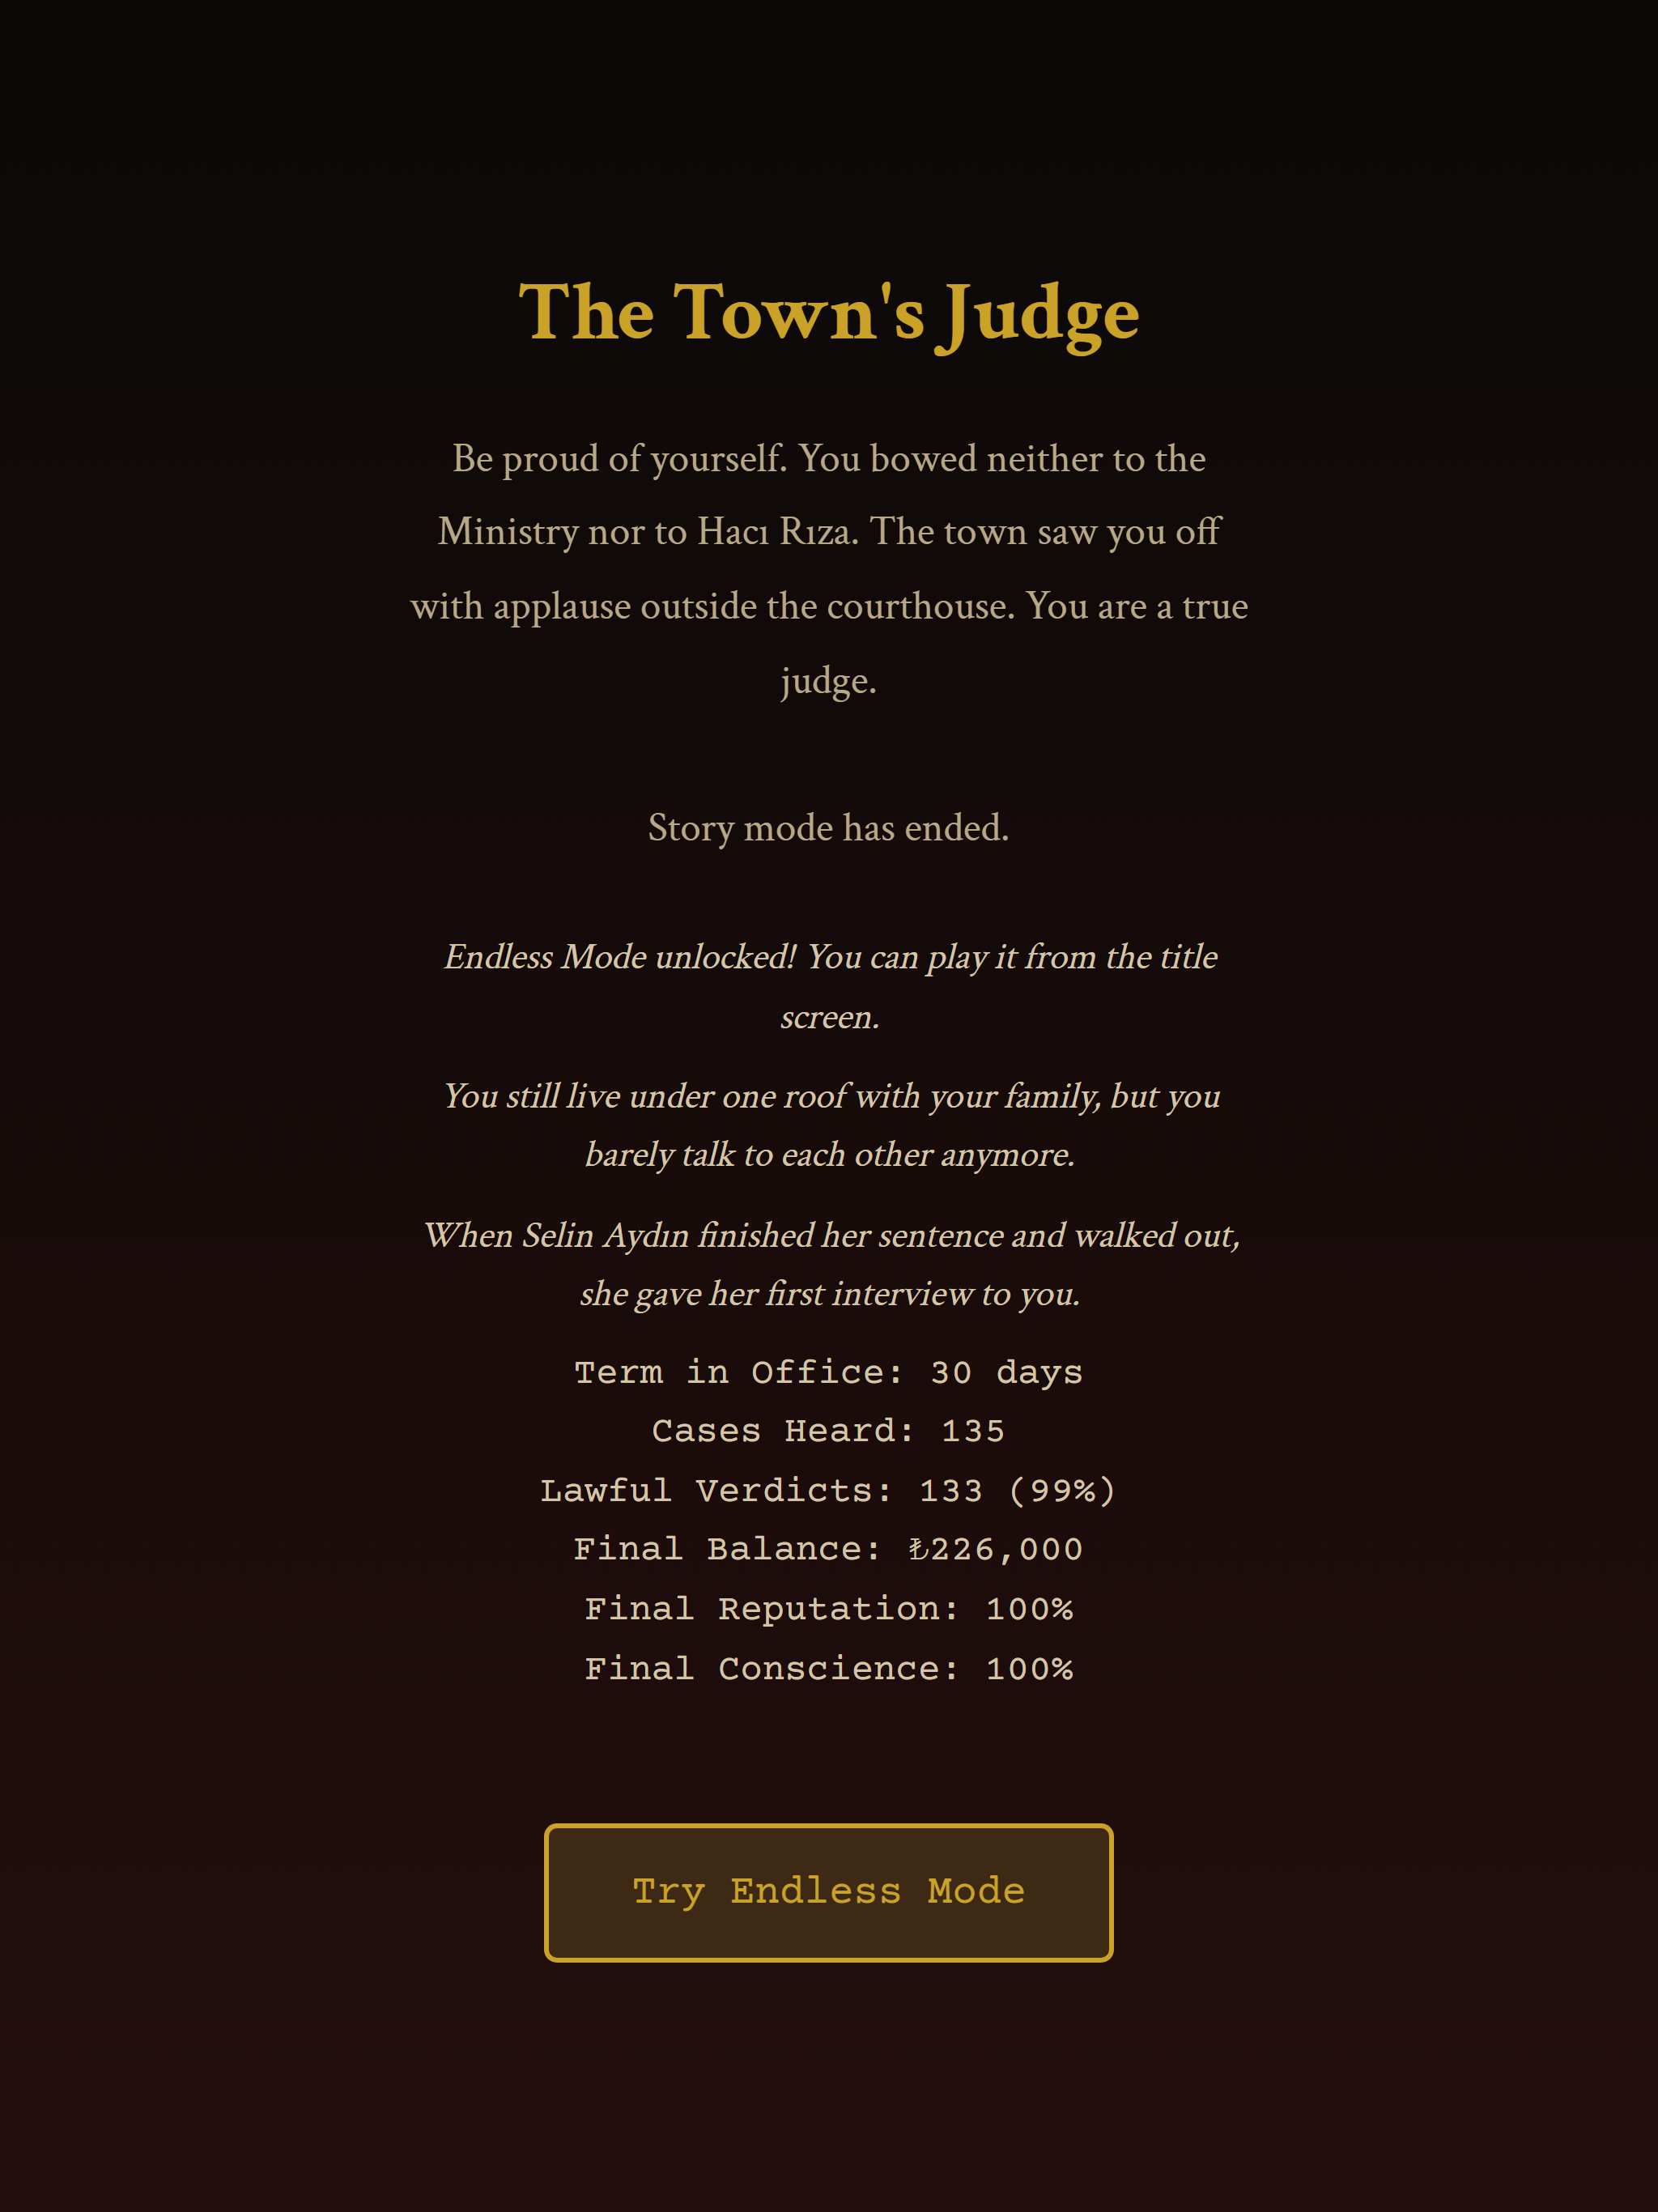 The Town's Judge
Be proud of yourself. You bowed neither to the
Ministry nor to Hacı Rıza. The town saw you off
with applause outside the courthouse. You are a true
judge.
Story mode has ended.
Endless Mode unlocked! You can play it from the title
screen.
You still live under one roof with your family, but you
barely talk to each other anymore.
When Selin Aydın finished her sentence and walked out,
she gave her first interview to you.
Term in Office: 30 days
Cases Heard: 135
Lawful Verdicts: 133 (99%)
Final Balance: ₺226,000
Final Reputation: 100%
Final Conscience: 100%
Try Endless Mode